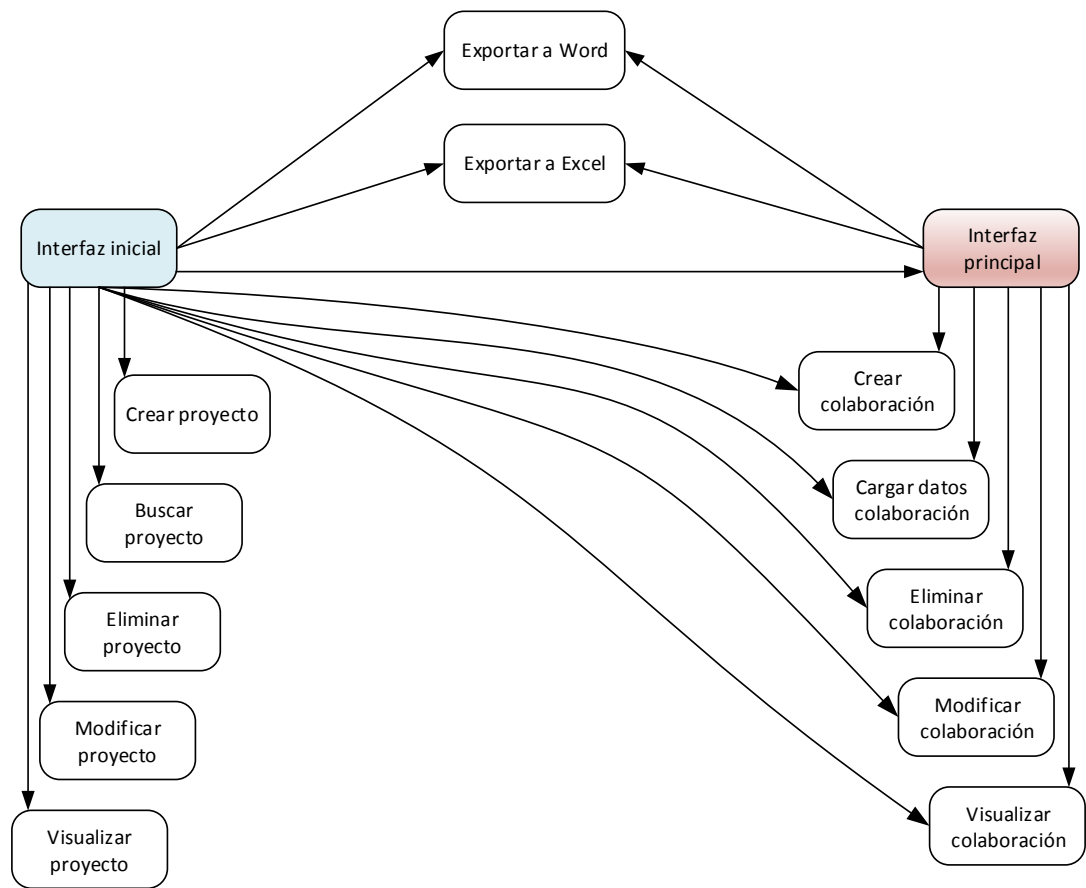 Exportar a Word
Exportar a Excel
Interfaz inicial
Interfaz
principal
Crear
colaboración
Crear proyecto
Cargar datos
colaboración
Buscar
proyecto
Eliminar
colaboración
Eliminar
proyecto
Modificar
colaboración
Modificar
proyecto
Visualizar
colaboración
Visualizar
proyecto